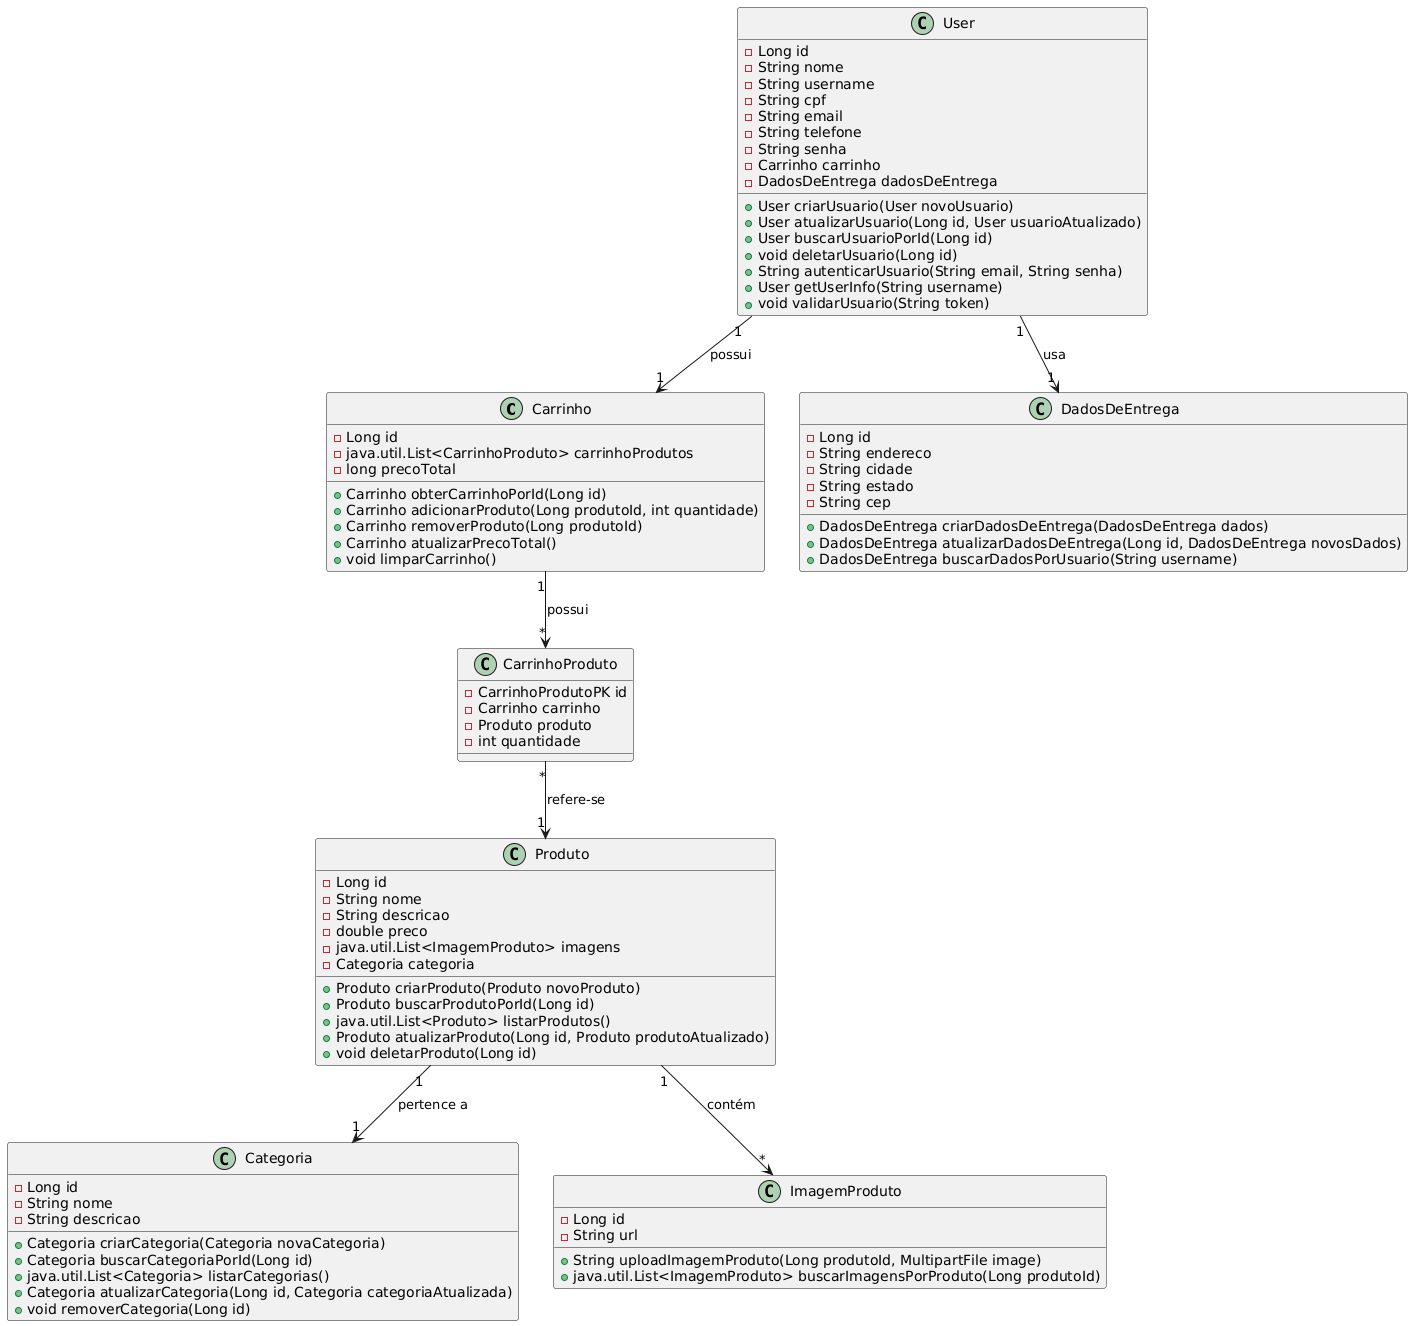 C User
Long id
String nome
String username
String cpf
String email
String telefone
String senha
Carrinho carrinho
DadosDeEntrega dadosDeEntrega
User criarUsuario(User novoUsuario)
User atualizarUsuario(Long id, User usuarioAtualizado)
User buscarUsuarioPorId(Long id)
void deletarUsuario(Long id)
String autenticarUsuario(String email, String senha)
User getUserInfo(String username)
void validarUsuario(String token)
1
possui
1
1
usa
1
C Carrinho
Long id
java.util.List<CarrinhoProduto> carrinhoProdutos
long precoTotal
Carrinho obterCarrinhoPorId(Long id)
Carrinho adicionarProduto(Long produtoId, int quantidade)
Carrinho removerProduto(Long produtoId)
Carrinho atualizarPrecoTotal()
void limparCarrinho()
C DadosDeEntrega
Long id
String endereco
String cidade
String estado
String cep
DadosDeEntrega criarDadosDeEntrega(DadosDeEntrega dados)
DadosDeEntrega atualizarDadosDeEntrega(Long id, DadosDeEntrega novosDados)
DadosDeEntrega buscarDadosPorUsuario(String username)
1
possui
*
C CarrinhoProduto
CarrinhoProdutoPK id
Carrinho carrinho
Produto produto
int quantidade
*
refere-se
1
C Produto
Long id
String nome
String descricao
double preco
java.util.List<ImagemProduto> imagens
Categoria categoria
Produto criarProduto(Produto novoProduto)
Produto buscarProdutoPorId(Long id)
java.util.List<Produto> listarProdutos()
Produto atualizarProduto(Long id, Produto produtoAtualizado)
void deletarProduto(Long id)
1
pertence a
1
1
contém
*
C Categoria
Long id
String nome
String descricao
Categoria criarCategoria(Categoria novaCategoria)
Categoria buscarCategoriaPorId(Long id)
java.util.List<Categoria> listarCategorias()
Categoria atualizarCategoria(Long id, Categoria categoriaAtualizada)
void removerCategoria(Long id)
C ImagemProduto
Long id
String url
String uploadImagemProduto(Long produtoId, MultipartFile image)
java.util.List<ImagemProduto> buscarImagensPorProduto(Long produtoId)